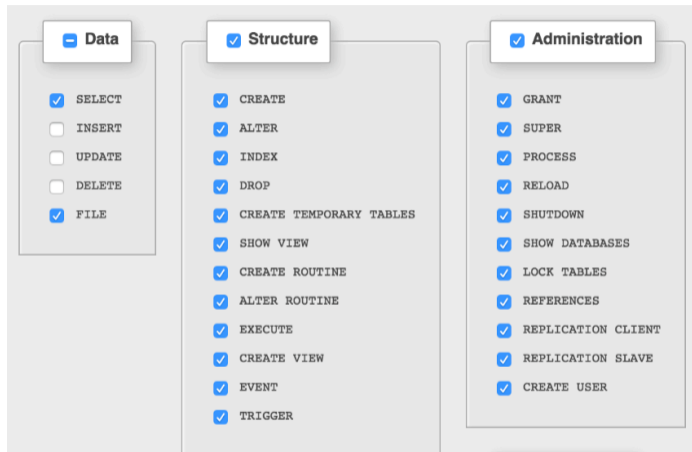 Data
SELECT
INSERT
UPDATE
DELETE
FILE
Structure
CREATE
ALTER
INDEX
DROP
CREATE TEMPORARY TABLES
SHOW VIEW
CREATE ROUTINE
ALTER ROUTINE
EXECUTE
CREATE VIEW
EVENT
TRIGGER
Administration
GRANT
SUPER
PROCESS
RELOAD
SHUTDOWN
SHOW DATABASES
LOCK TABLES
REFERENCES
REPLICATION CLIENT
REPLICATION SLAVE
CREATE USER